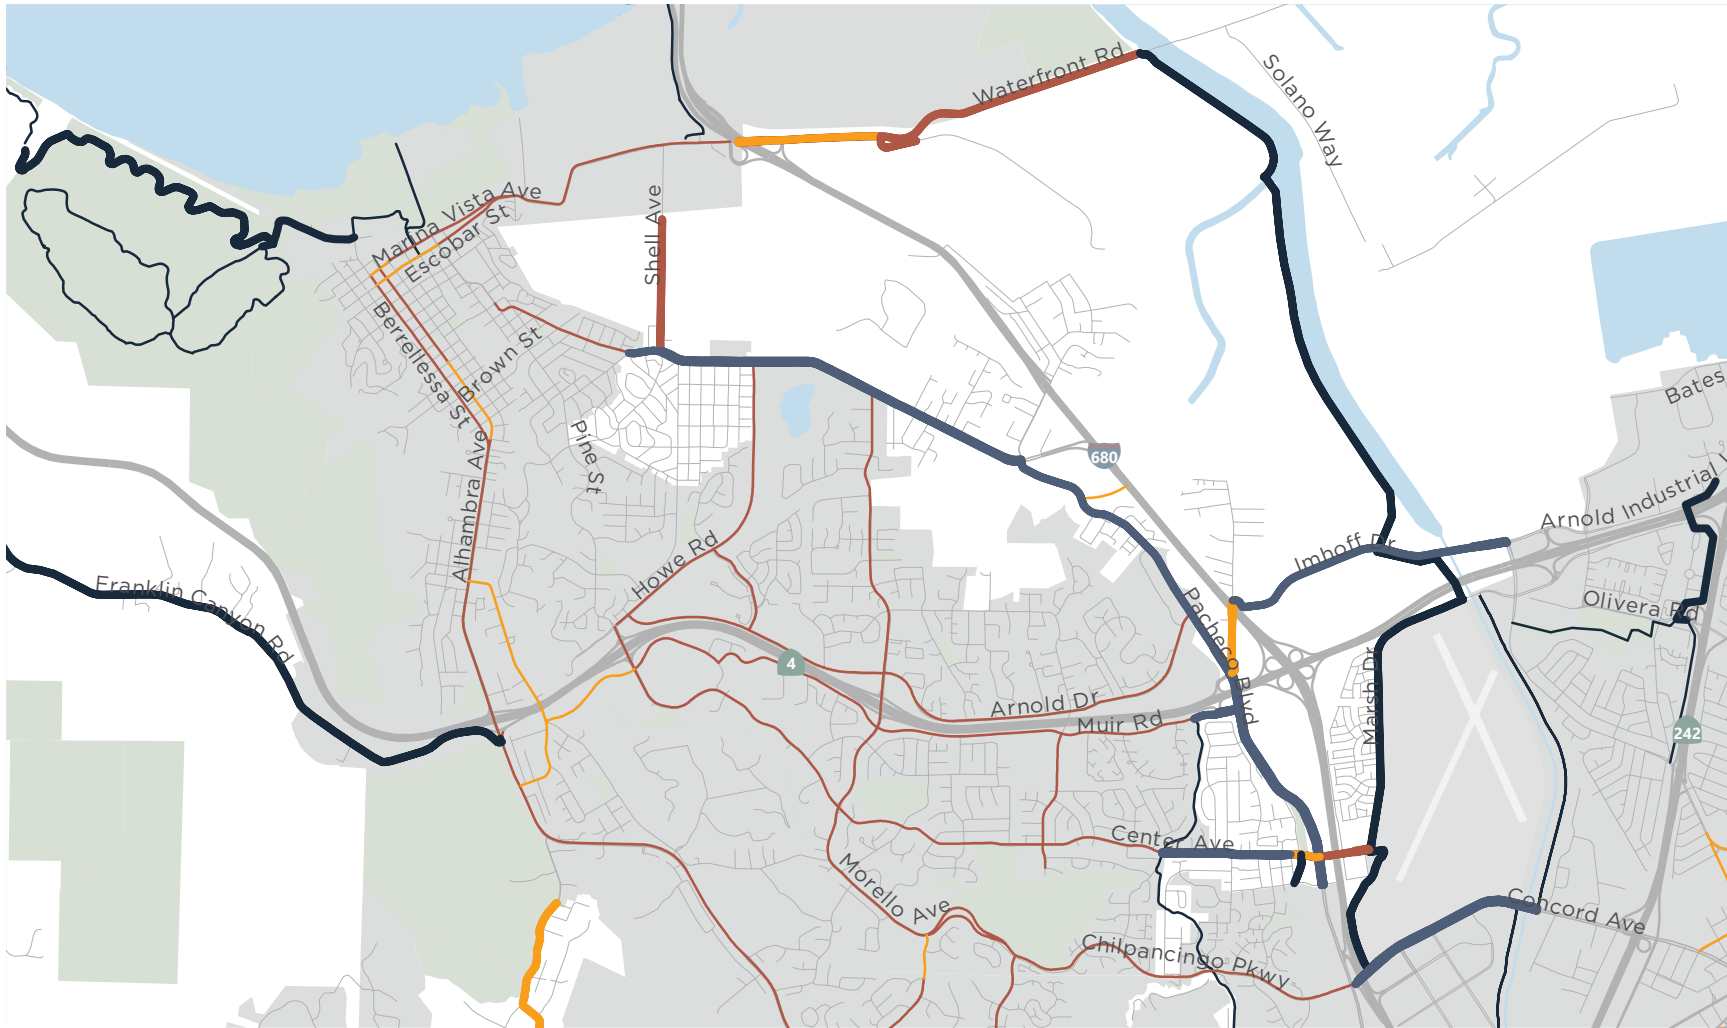 Waterfront Rd
Solano Way
Marina Vista Ave
Escobar St
Shell Ave
Berrellessa St
Brown St
Bates
Pine St
680
Alhambra Ave
Arnold Industrial
Howe Rd
Imhoff Dr
Franklin Canyon Rd
Pacheco Blvd
Olivera Rd
4
Marsh Dr
Arnold Dr
Muir Rd
242
Center Ave
Morello Ave
Concord Ave
Chilpancingo Pkwy